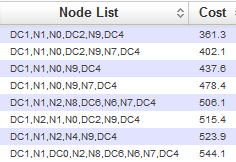 Node List Cost
DC1,N1,N0,DC2,N9,DC4 361.3
DC1,N1,N0,DC2,N9,N7,DC4 402.1
DC1,N1,N0,N9,DC4 437.6
DC1,N1,N0,N9,N7,DC4 478.4
DC1,N1,N2,N8,DC6,N6,N7,DC4 506.1
DC1,N2,N1,N0,DC2,N9,DC4 515.4
DC1,N1,N2,N4,N9,DC4 523.9
DC1,N1,DC0,N2,N8,DC6,N6,N7,DC4 544.1